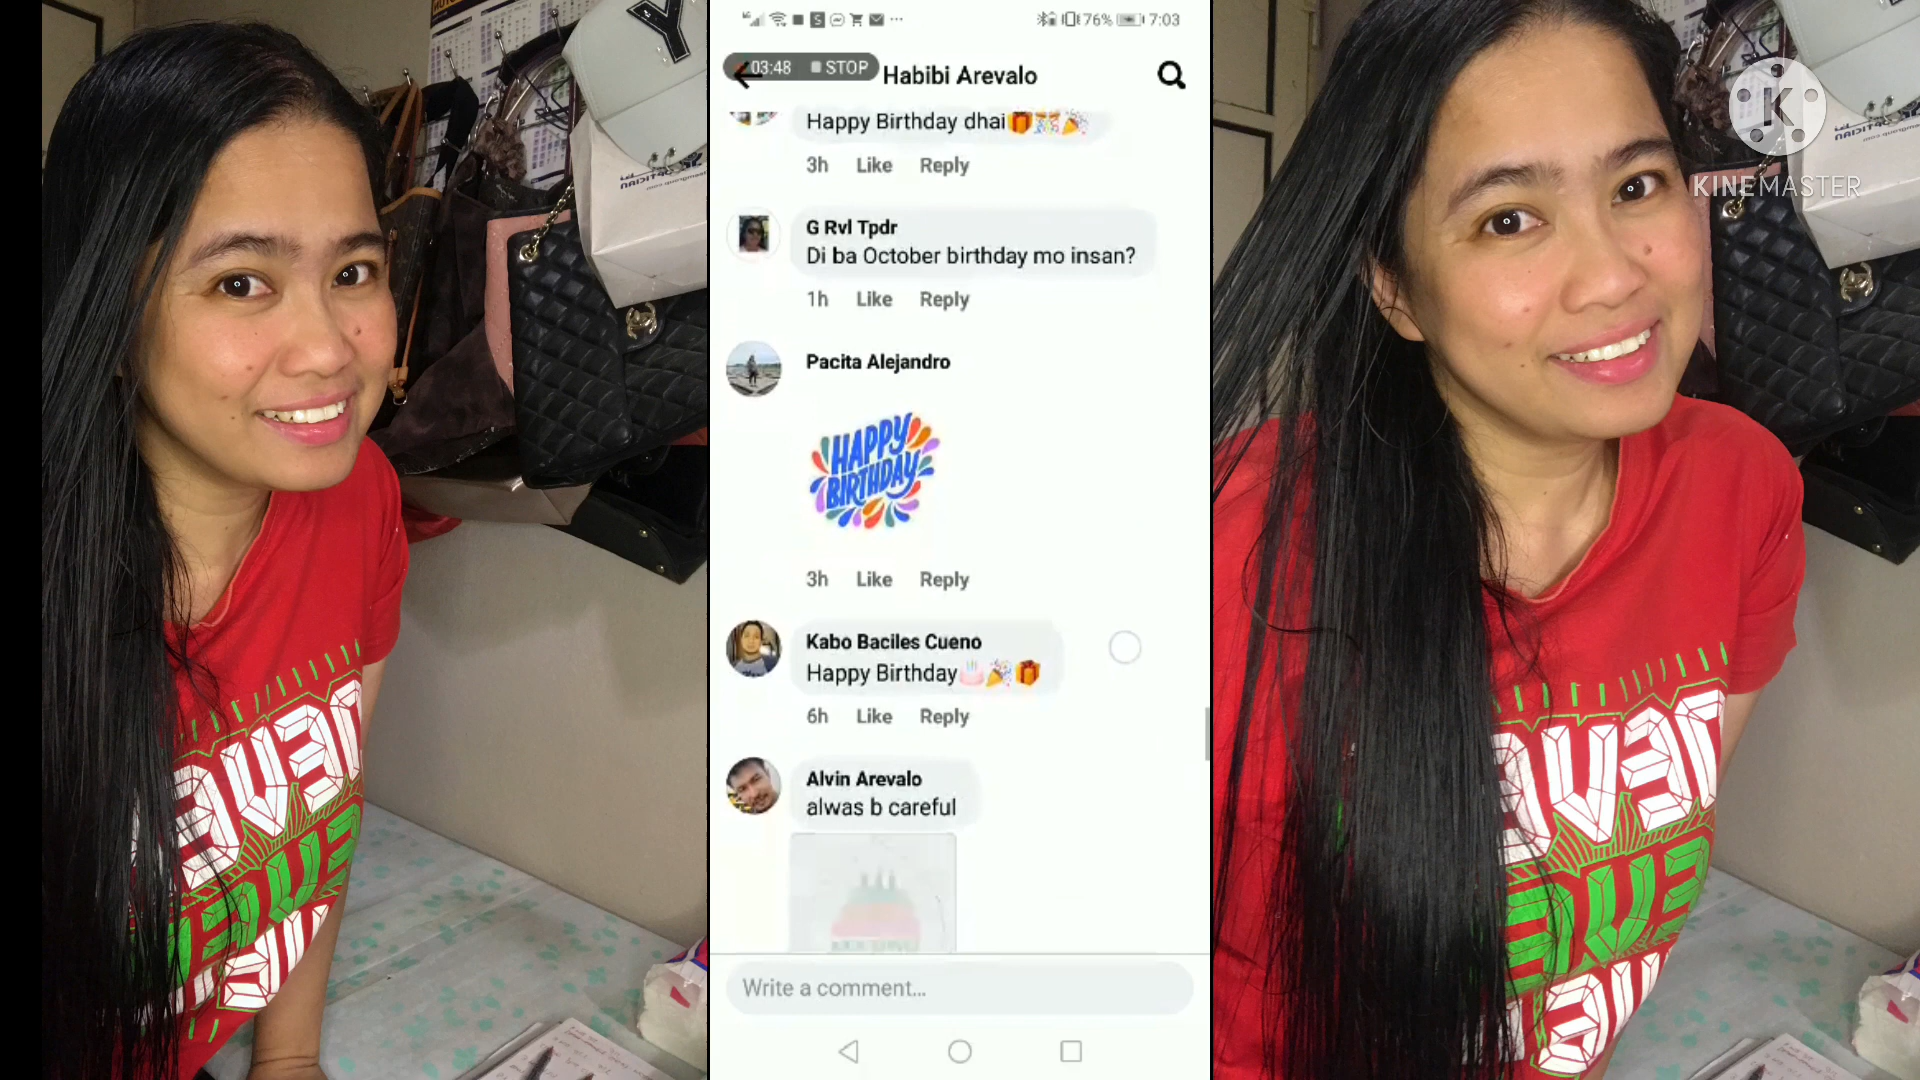 76% 7:03
03:48 STOP
Habibi Arevalo
Happy Birthday dhai🎁🎊🎉
3h Like Reply
G Rvl Tpdr
Di ba October birthday mo insan?
1h Like Reply
Pacita Alejandro
HAPPY
BIRTHDAY
3h Like Reply
Kabo Baciles Cueno
Happy Birthday🎂🎉🎁
6h Like Reply
Alvin Arevalo
alwas b careful
Write a comment...
Y
K
KINEMASTER